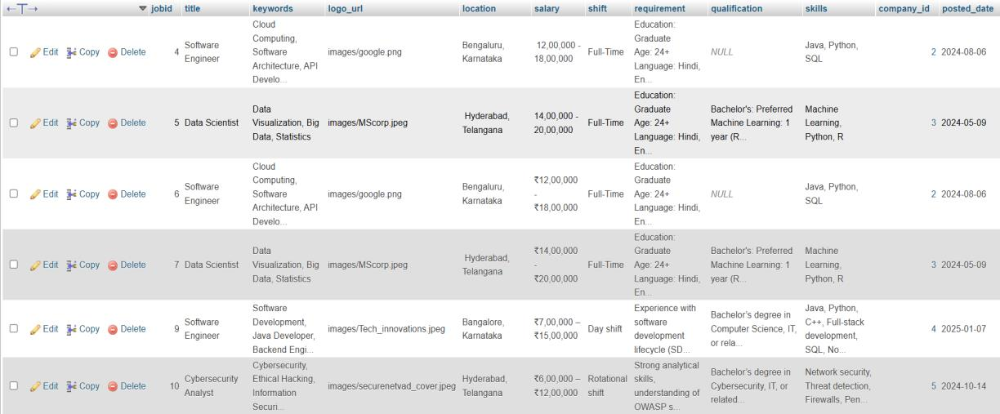 ←T→ jobid title keywords logo_url location salary shift requirement qualification skills company_id posted_date
Edit Copy Delete 4 Software Engineer Cloud Computing, Software Architecture, API Develo... images/google.png Bengaluru, Karnataka 12,00,000 - 18,00,000 Full-Time Education: Graduate Age: 24+ Language: Hindi, En... NULL Java, Python, SQL 2 2024-08-06
Edit Copy Delete 5 Data Scientist Data Visualization, Big Data, Statistics images/MScorp.jpeg Hyderabad, Telangana 14,00,000 - 20,00,000 Full-Time Education: Graduate Age: 24+ Language: Hindi, En... Bachelor's: Preferred Machine Learning: 1 year (R... Machine Learning, Python, R 3 2024-05-09
Edit Copy Delete 6 Software Engineer Cloud Computing, Software Architecture, API Develo... images/google.png Bengaluru, Karnataka ₹12,00,000 - ₹18,00,000 Full-Time Education: Graduate Age: 24+ Language: Hindi, En... NULL Java, Python, SQL 2 2024-08-06
Edit Copy Delete 7 Data Scientist Data Visualization, Big Data, Statistics images/MScorp.jpeg Hyderabad, Telangana ₹14,00,000 - ₹20,00,000 Full-Time Education: Graduate Age: 24+ Language: Hindi, En... Bachelor's: Preferred Machine Learning: 1 year (R... Machine Learning, Python, R 3 2024-05-09
Edit Copy Delete 9 Software Engineer Software Development, Java Developer, Backend Engi... images/Tech_innovations.jpeg Bangalore, Karnataka ₹7,00,000 – ₹15,00,000 Day shift Experience with software development lifecycle (SD... Bachelor's degree in Computer Science, IT, or rela... Java, Python, C++, Full-stack development, SQL, No... 4 2025-01-07
Edit Copy Delete 10 Cybersecurity Analyst Cybersecurity, Ethical Hacking, Information Securi... images/securenetvad_cover.jpeg Hyderabad, Telangana ₹6,00,000 – ₹12,00,000 Rotational shift Strong analytical skills, understanding of OWASP s... Bachelor's degree in Cybersecurity, IT, or related... Network security, Threat detection, Firewalls, Pen... 5 2024-10-14